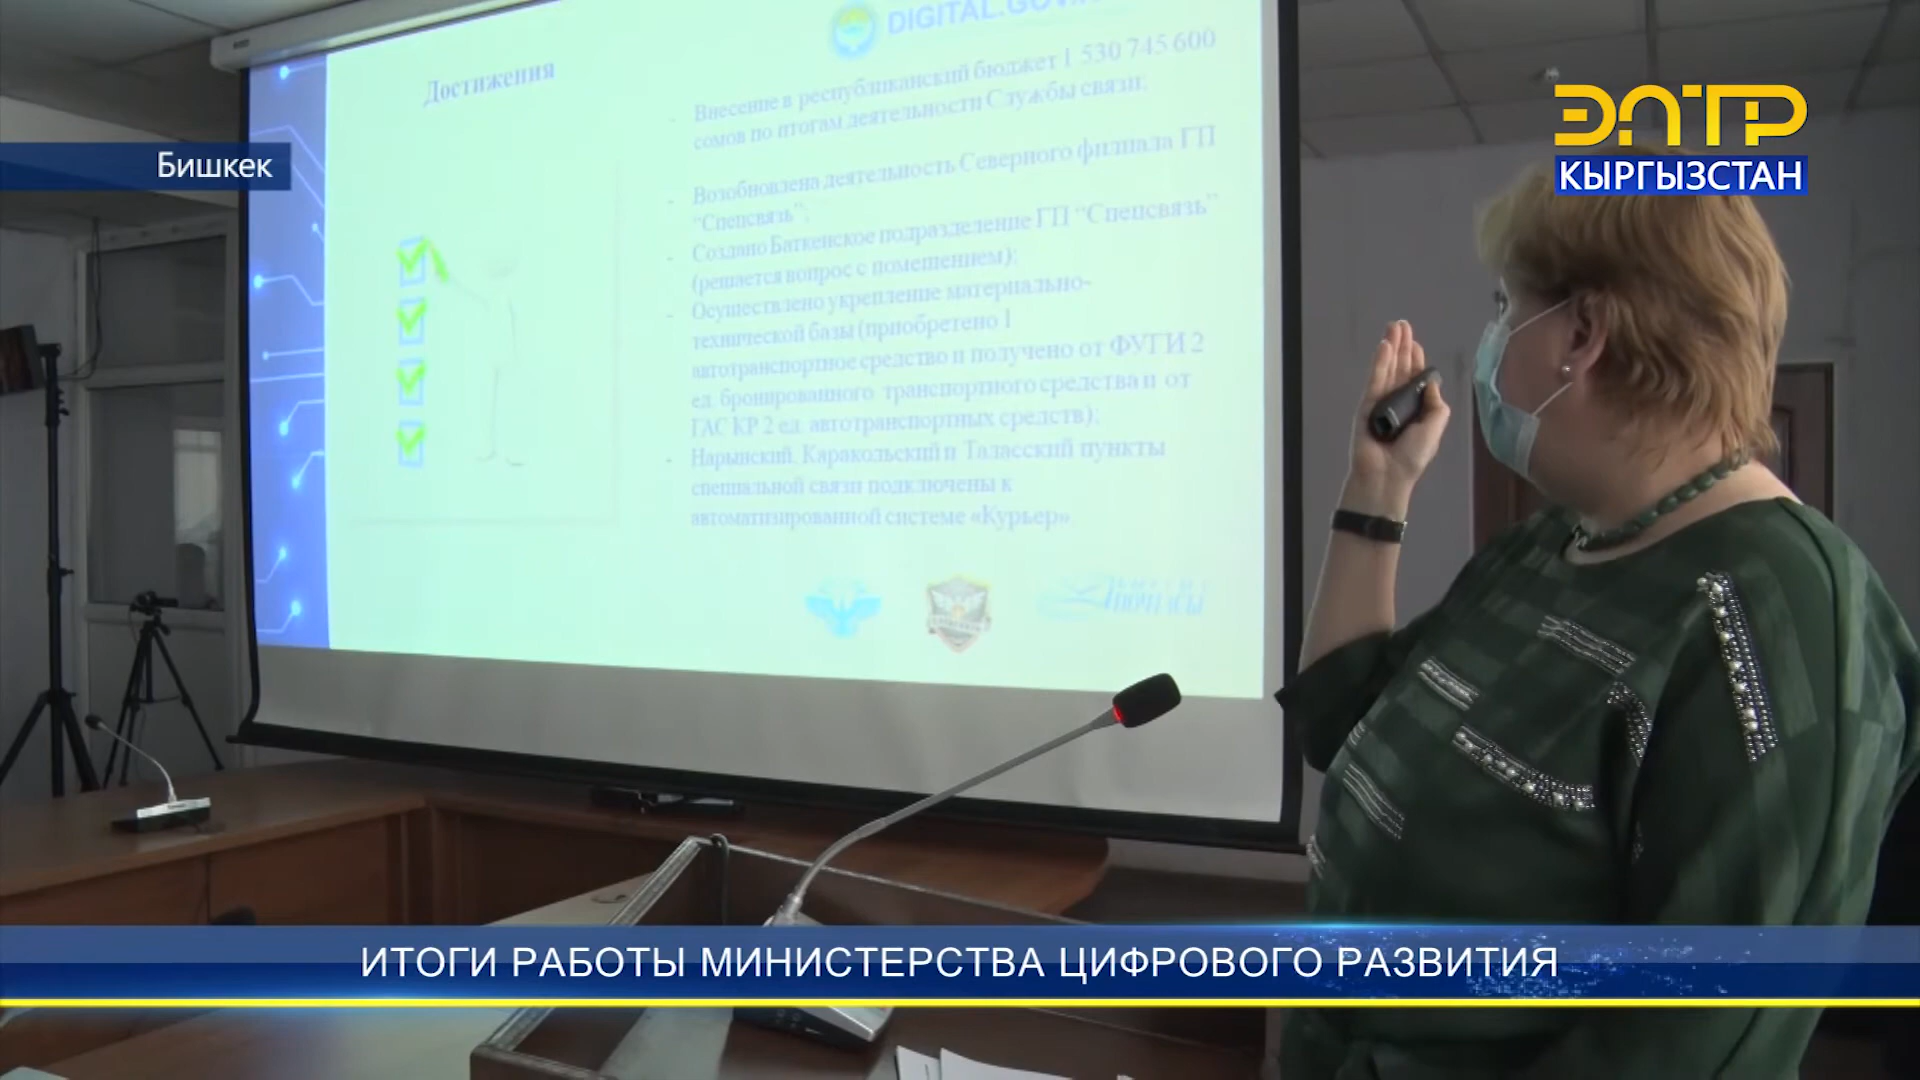 DIGITAL.GOV.
Достижения
- Внесение в республиканский бюджет 1 530 745 600
сомов по итогам деятельности Службы связи;
- Возобновлена деятельность Северного филиала ГП
“Спецсвязь”;
- Создано Баткенское подразделение ГП “Спецсвязь”
(решается вопрос с помещением);
- Осуществлено укрепление материально-
технической базы (приобретено 1
автотранспортное средство и получено от ФУГИ 2
ед. бронированного транспортного средства и от
ГАС КР 2 ед. автотранспортных средств);
- Нарынский, Каракольский и Таласский пункты
специальной связи подключены к
автоматизированной системе «Курьер»
ПОЧТАСЫ
Бишкек
ЭЛТР
КЫРГЫЗСТАН
ИТОГИ РАБОТЫ МИНИСТЕРСТВА ЦИФРОВОГО РАЗВИТИЯ